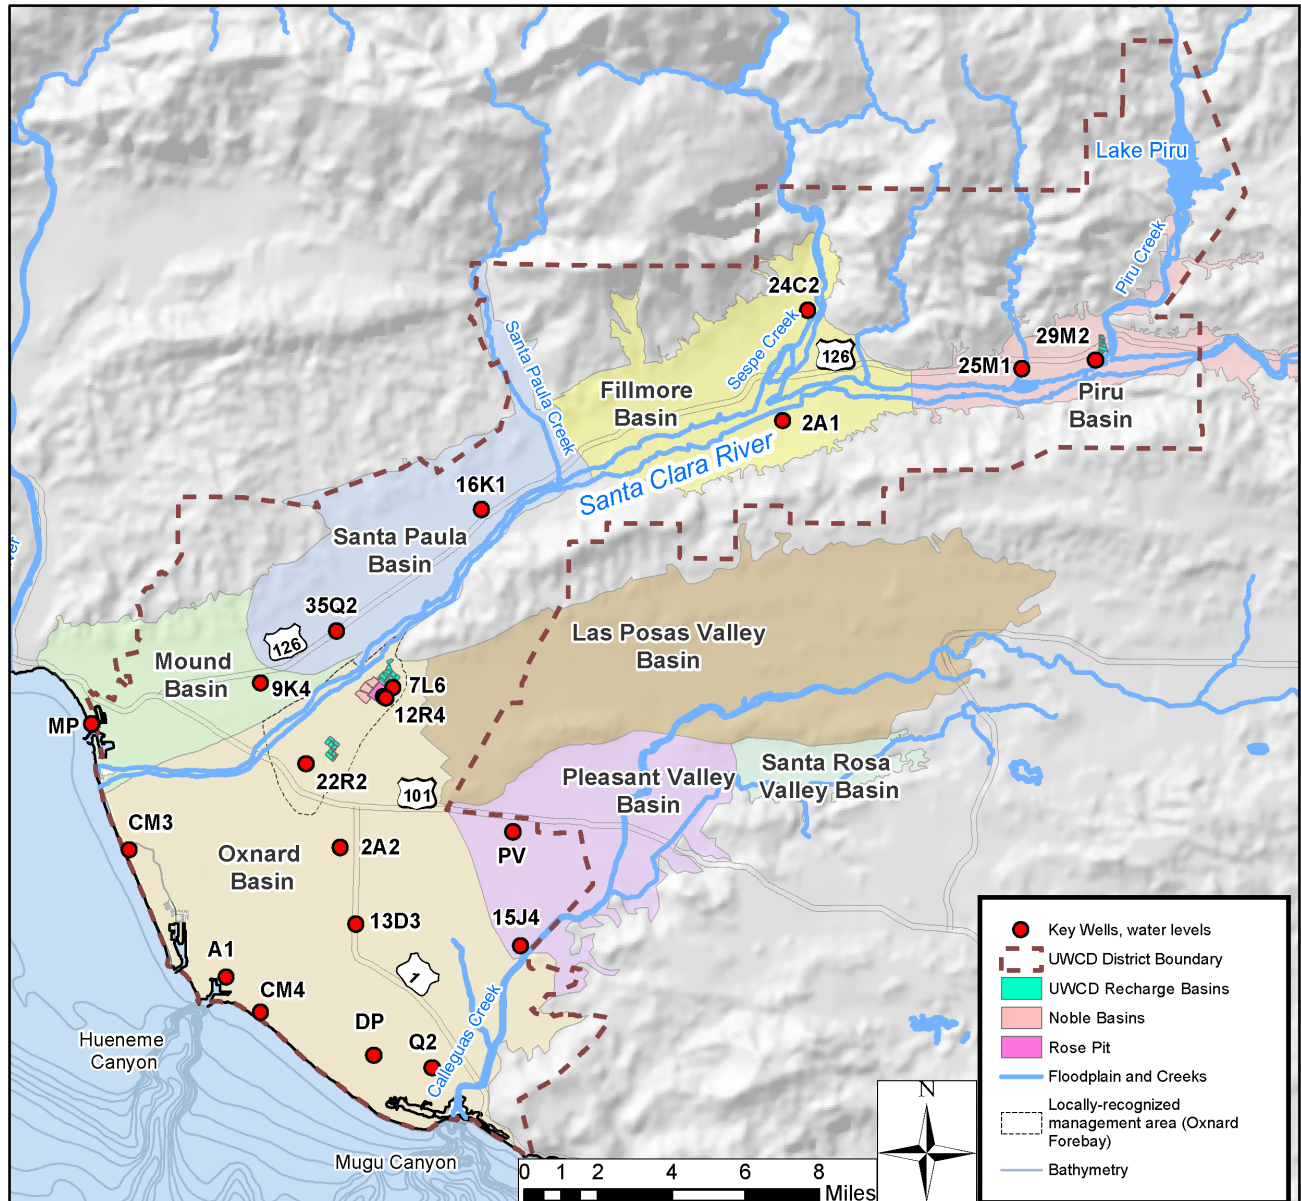 Lake Piru
Piru Creek
24C2
Sespe Creek
126
29M2
25M1
Piru
Basin
Santa Paula Creek
Fillmore
Basin
2A1
Santa Clara River
16K1
Santa Paula
Basin
35Q2
126
Las Posas Valley
Basin
Mound
Basin
9K4
7L6
12R4
MP
22R2
101
Pleasant Valley
Basin
Santa Rosa
Valley Basin
CM3
2A2
PV
Oxnard
Basin
13D3
15J4
A1
1
CM4
Calleguas Creek
DP
Q2
Hueneme
Canyon
Mugu Canyon
Key Wells, water levels
UWCD District Boundary
UWCD Recharge Basins
Noble Basins
Rose Pit
Floodplain and Creeks
Locally-recognized
management area (Oxnard
Forebay)
Bathymetry
N
0 1 2 4 6 8
Miles